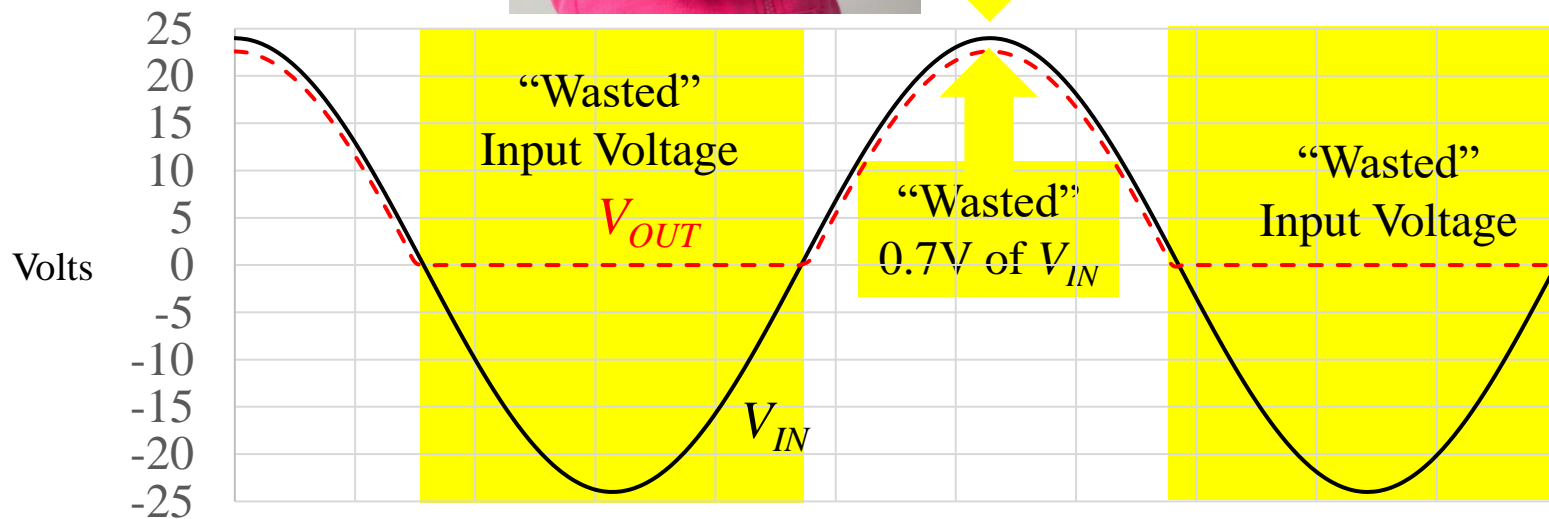 25
20
15
10
5
0
-5
-10
-15
-20
-25
Volts
“Wasted”
Input Voltage
V_OUT
V_IN
“Wasted”
0.7V of V_IN
“Wasted”
Input Voltage